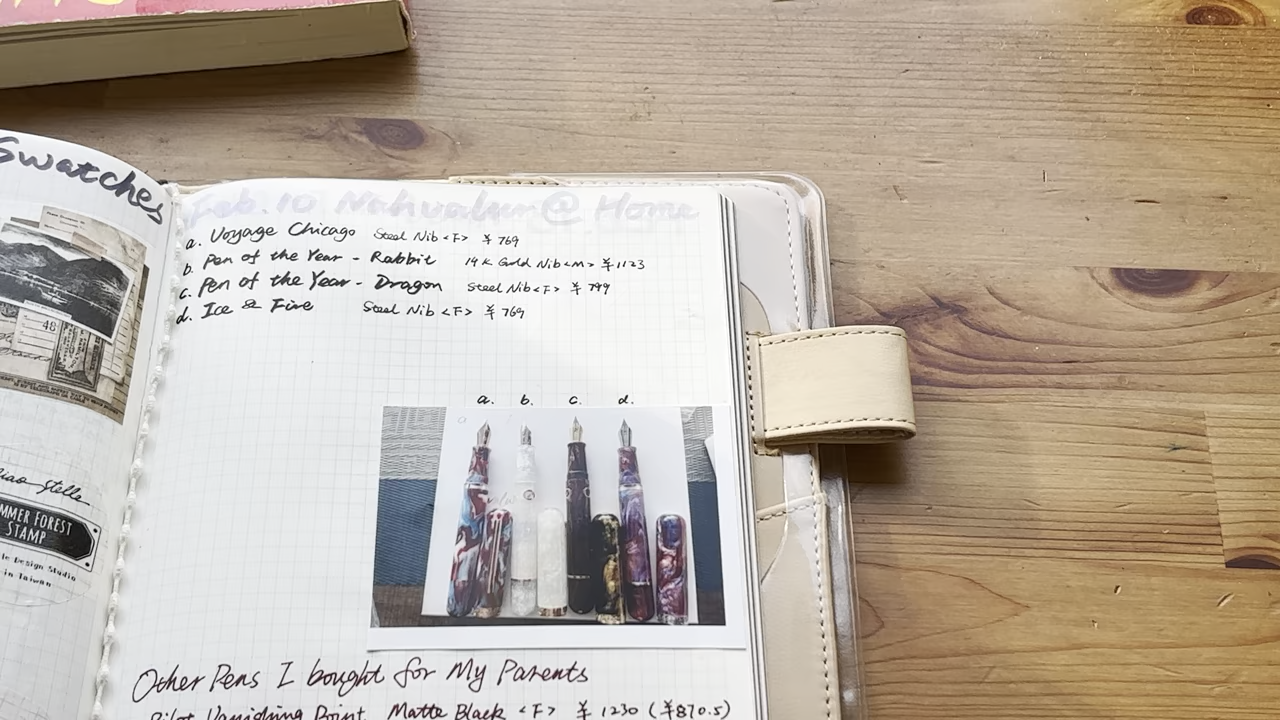 Swatches
48
MMER FOREST
STAMP
le Design Studio
in Taiwan
Feb. 10 Nahvalur @ Home
a. Voyage Chicago Steel Nib <F> ¥ 769
b. Pen of the Year - Rabbit 14K Gold Nib <M> ¥ 1123
c. Pen of the Year - Dragon Steel Nib <F> ¥ 799
d. Ice & Fire Steel Nib <F> ¥ 769
a. b. c. d.
Other Pens I bought for My Parents
Pilot Vanishing Point Matte Black <F> ¥ 1230 (¥870.5)